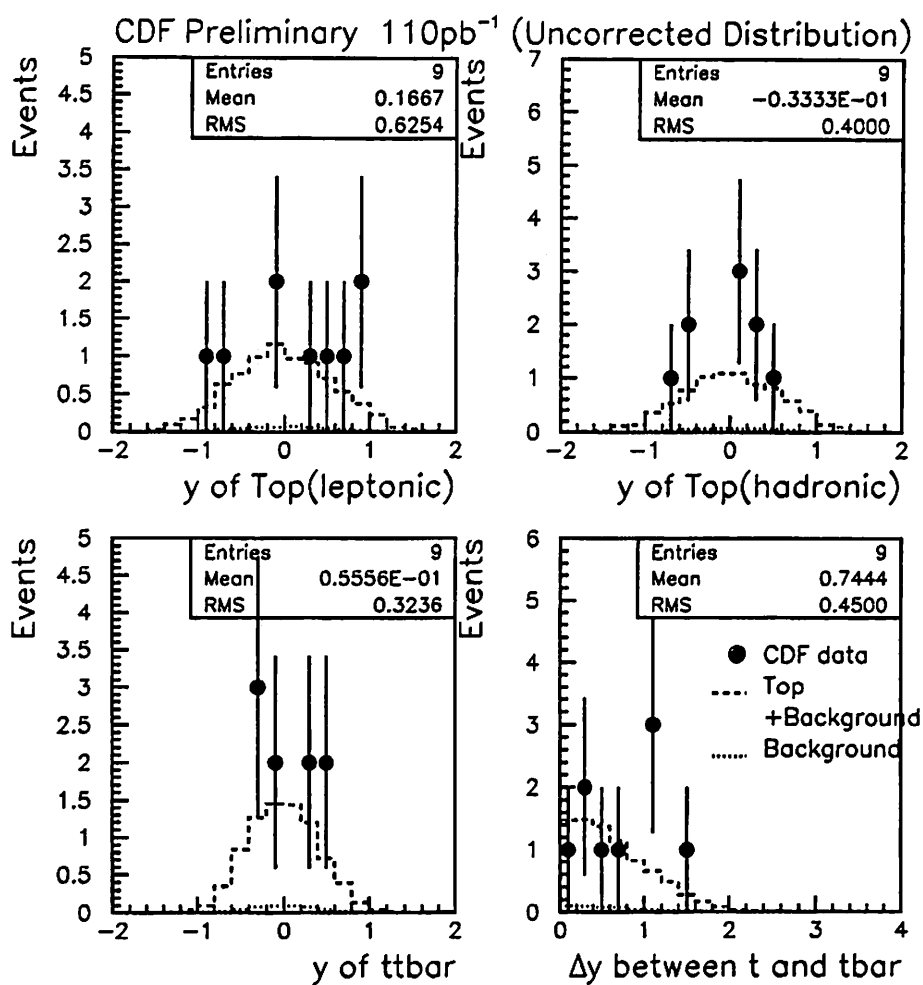 CDF Preliminary 110pb⁻¹ (Uncorrected Distribution)
Events
5
4.5
4
3.5
3
2.5
2
1.5
1
0.5
0
Entries 9
Mean 0.1667
RMS 0.6254
-2 -1 0 1 2
y of Top(leptonic)
Events
7
6
5
4
3
2
1
0
Entries 9
Mean -0.3333E-01
RMS 0.4000
-2 -1 0 1 2
y of Top(hadronic)
Events
5
4.5
4
3.5
3
2.5
2
1.5
1
0.5
0
Entries 9
Mean 0.5556E-01
RMS 0.3236
-2 -1 0 1 2
y of ttbar
Events
6
5
4
3
2
1
0
Entries 9
Mean 0.7444
RMS 0.4500
CDF data
Top
+Background
Background
0 1 2 3 4
Δy between t and tbar